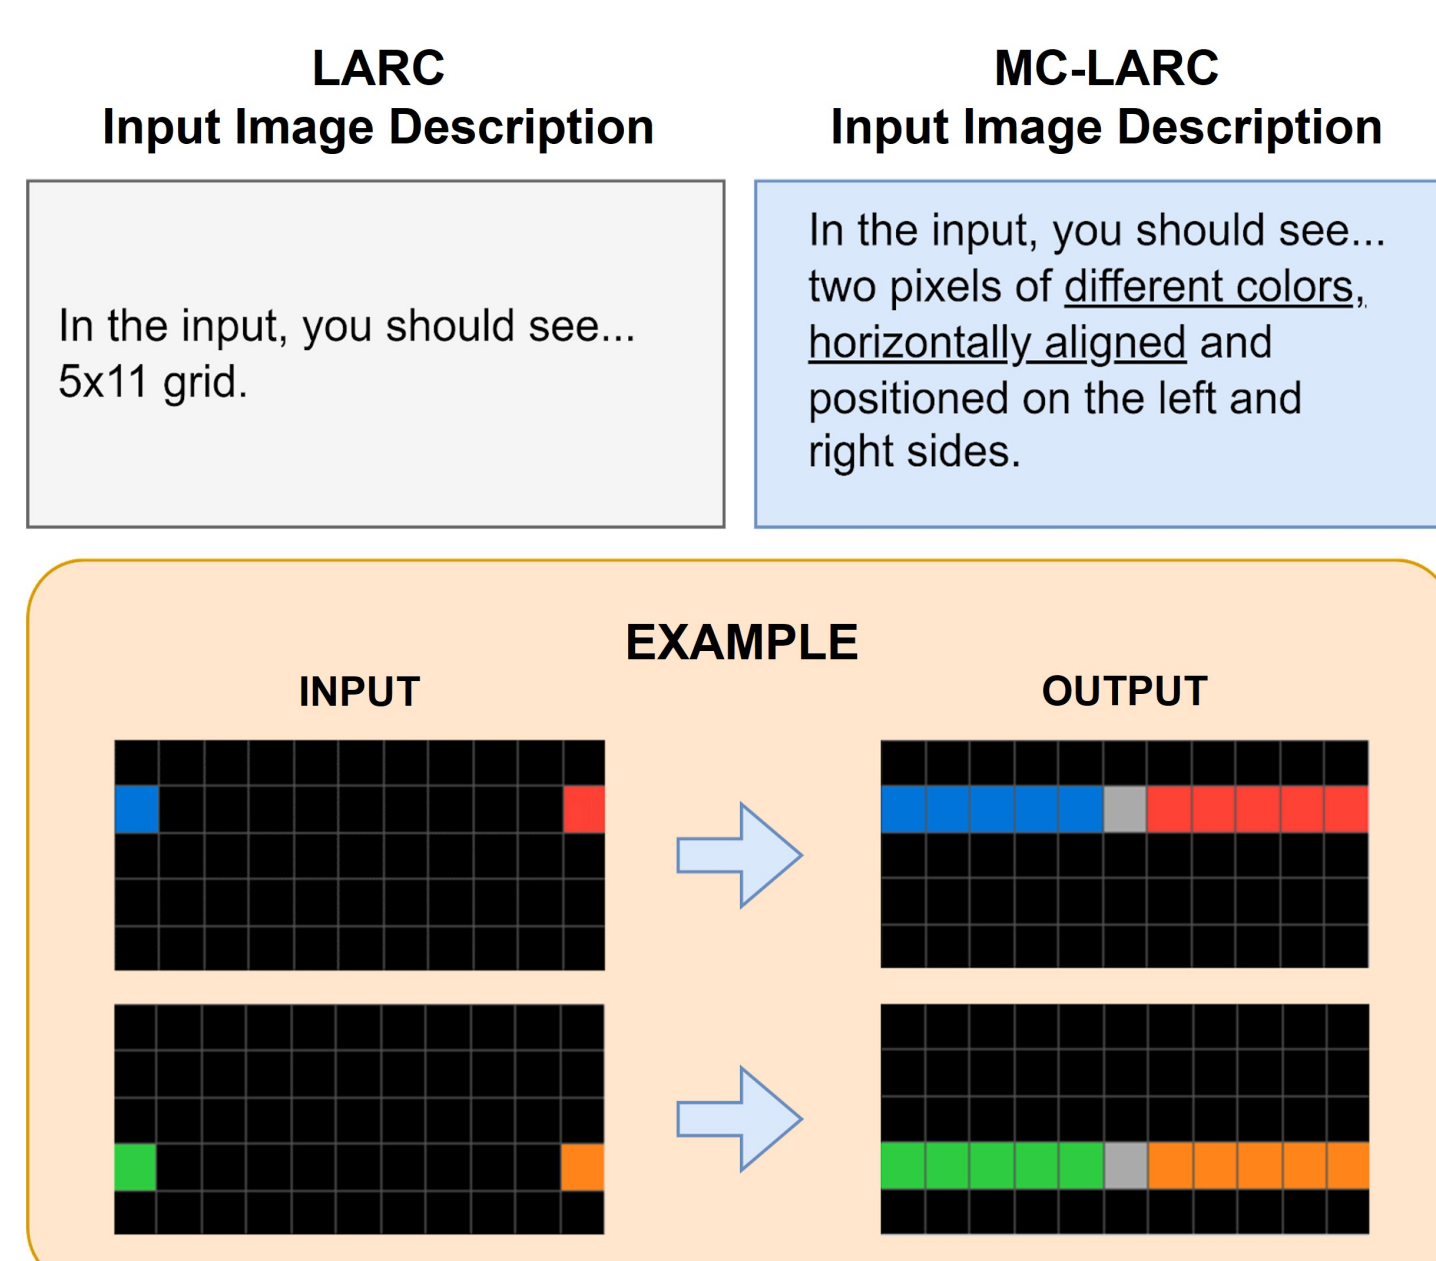 LARC
Input Image Description
In the input, you should see...
5x11 grid.
MC-LARC
Input Image Description
In the input, you should see...
two pixels of different colors,
horizontally aligned and
positioned on the left and
right sides.
EXAMPLE
INPUT
OUTPUT